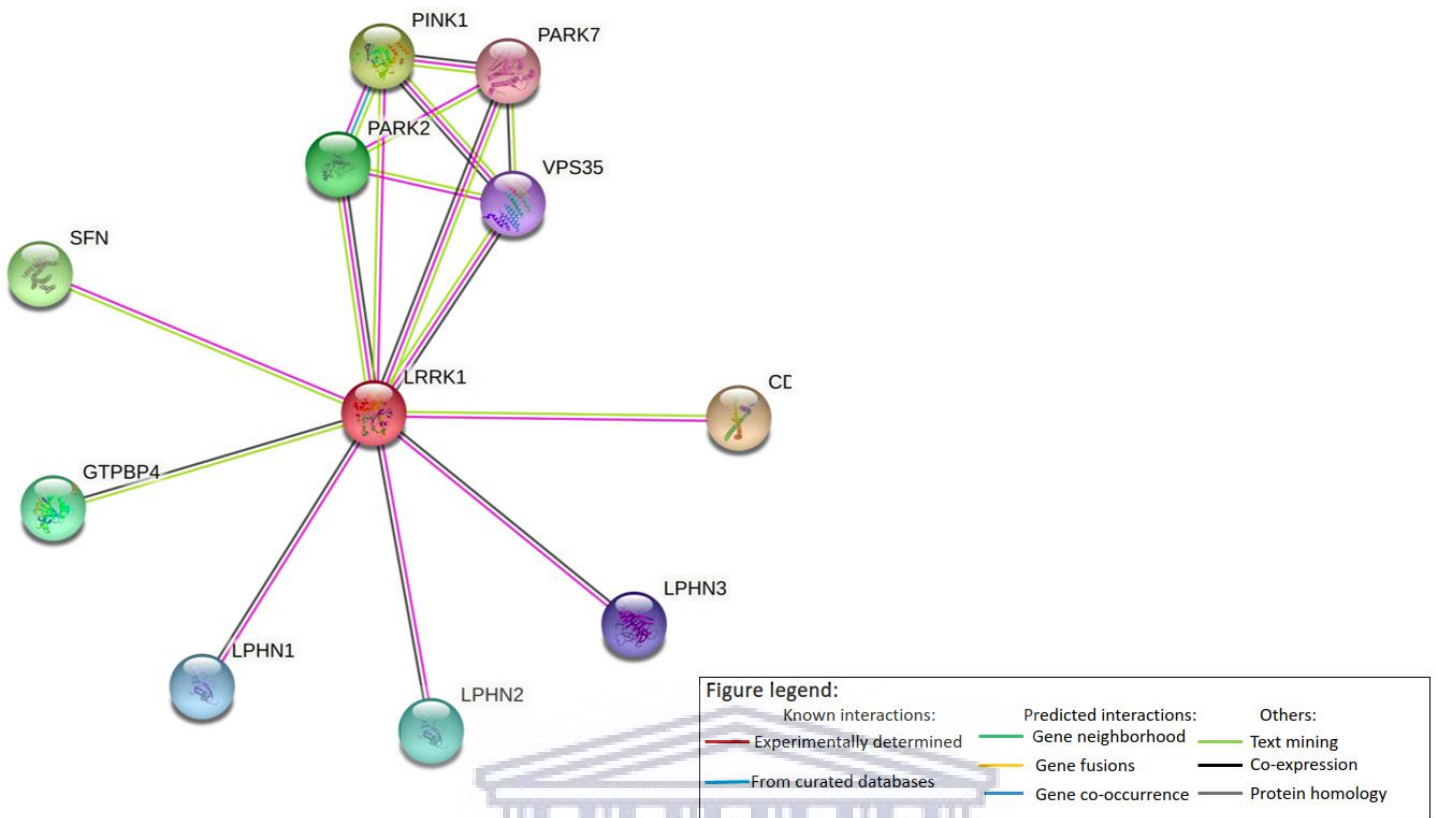 PINK1
PARK7
PARK2
VPS35
SFN
LRRK1
CD
GTPBP4
LPHN3
LPHN1
LPHN2
Figure legend:
Known interactions:
Experimentally determined
From curated databases
Predicted interactions:
Gene neighborhood
Gene fusions
Gene co-occurrence
Others:
Text mining
Co-expression
Protein homology